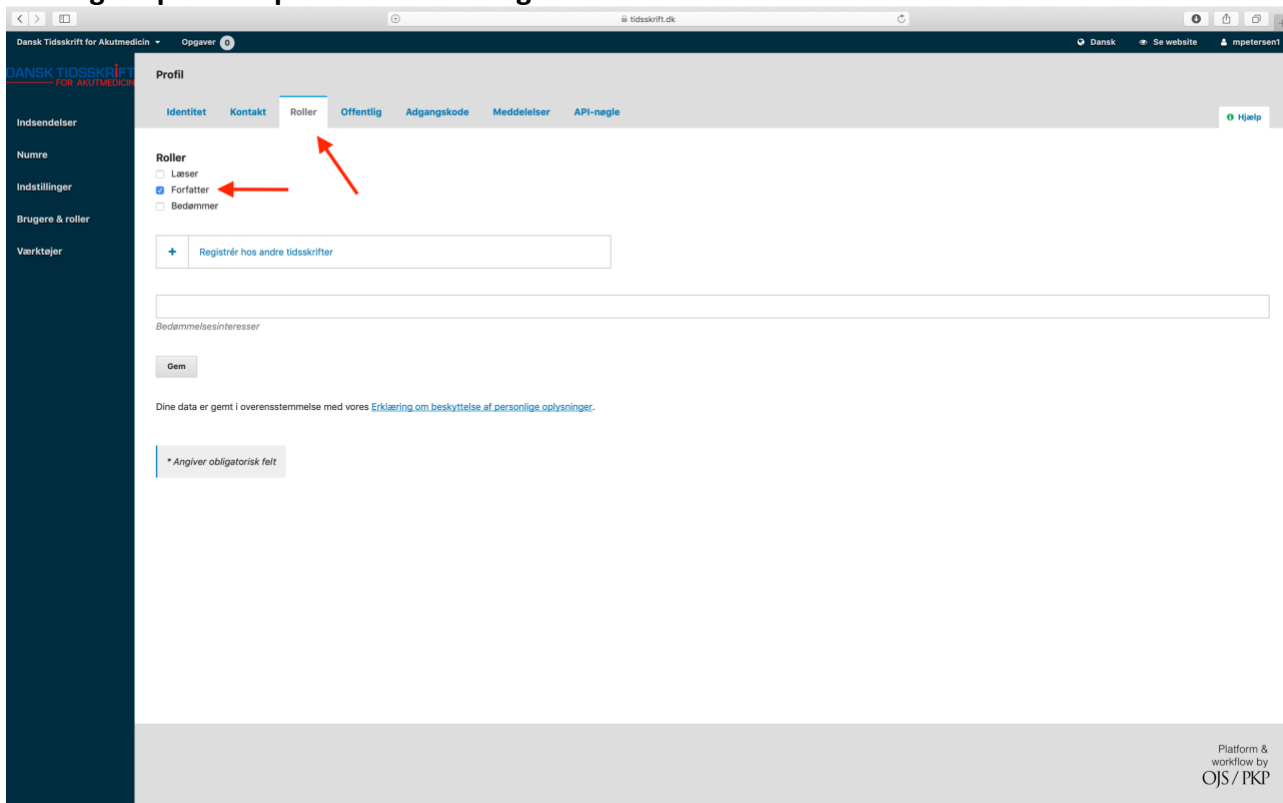 tidsskrift.dk
Dansk Tidsskrift for Akutmedicin Opgaver 0 Dansk Se website mpetersen1
DANSK TIDSSKRIFT
FOR AKUTMEDICIN
Profil
Identitet Kontakt Roller Offentlig Adgangskode Meddelelser API-nøgle
Hjælp
Indsendelser
Numre
Indstillinger
Brugere & roller
Værktøjer
Roller
Læser
Forfatter
Bedømmer
+ Registrér hos andre tidsskrifter
Bedømmelsesinteresser
Gem
Dine data er gemt i overensstemmelse med vores Erklæring om beskyttelse af personlige oplysninger.
* Angiver obligatorisk felt
Platform &
workflow by
OJS / PKP